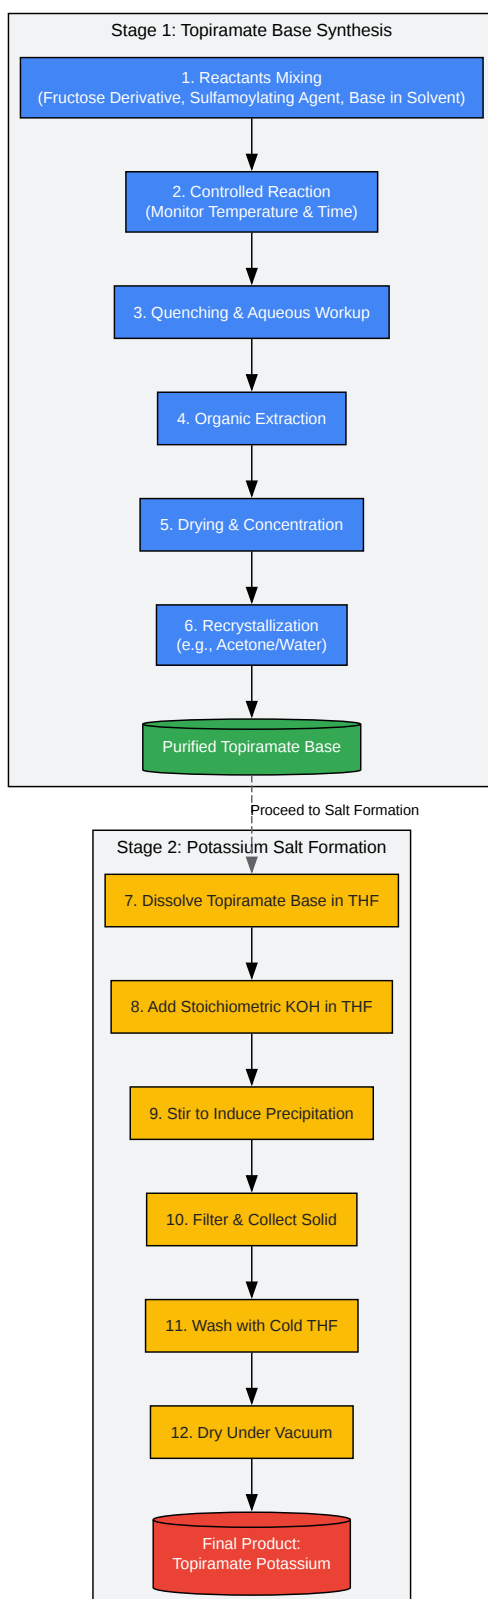 Stage 1: Topiramate Base Synthesis
1. Reactants Mixing
(Fructose Derivative, Sulfamoylating Agent, Base in Solvent)
2. Controlled Reaction
(Monitor Temperature & Time)
3. Quenching & Aqueous Workup
4. Organic Extraction
5. Drying & Concentration
6. Recrystallization
(e.g., Acetone/Water)
Purified Topiramate Base
Proceed to Salt Formation
Stage 2: Potassium Salt Formation
7. Dissolve Topiramate Base in THF
8. Add Stoichiometric KOH in THF
9. Stir to Induce Precipitation
10. Filter & Collect Solid
11. Wash with Cold THF
12. Dry Under Vacuum
Final Product:
Topiramate Potassium